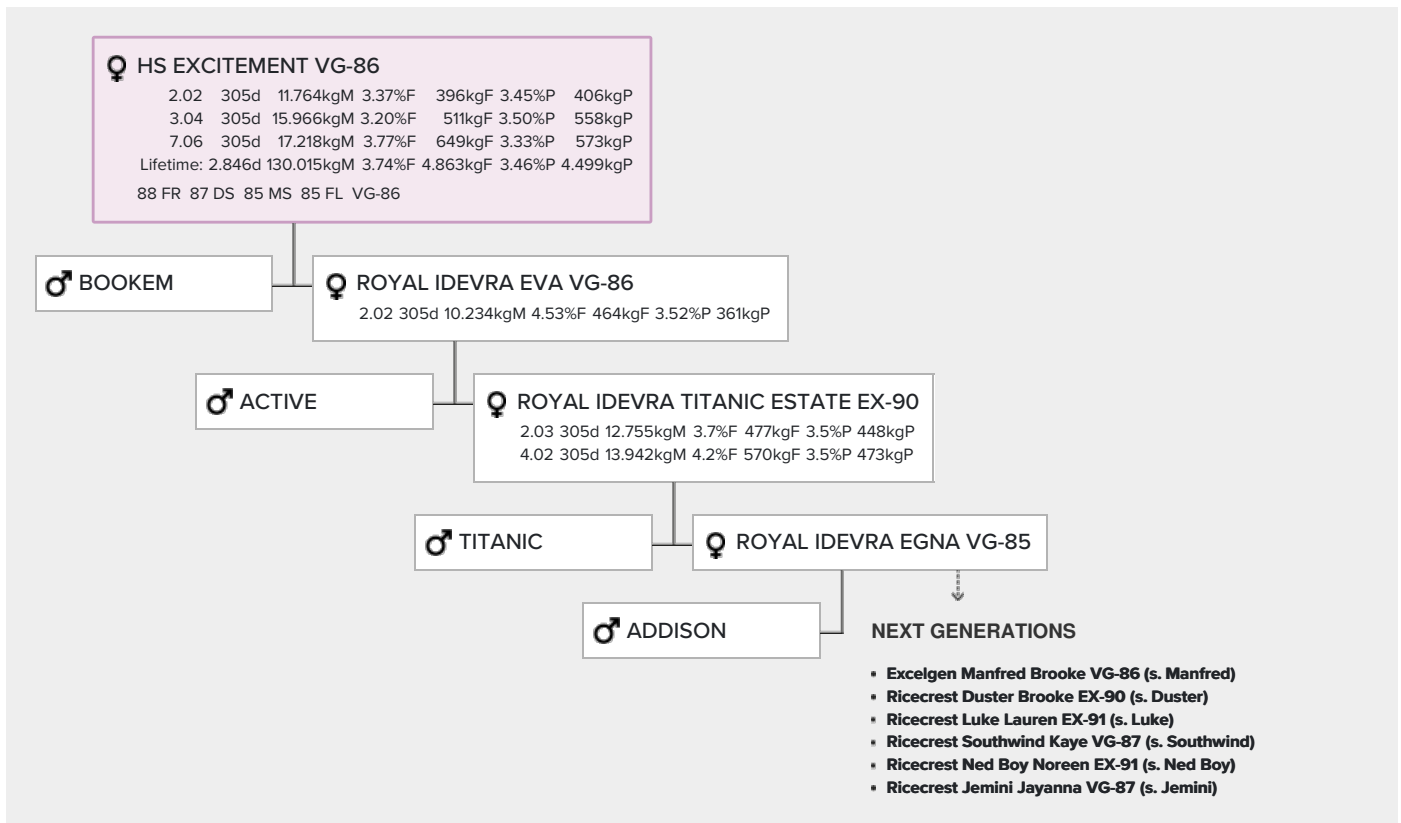 HS EXCITEMENT VG-86
2.02 305d 11.764kgM 3.37%F 396kgF 3.45%P 406kgP
3.04 305d 15.966kgM 3.20%F 511kgF 3.50%P 558kgP
7.06 305d 17.218kgM 3.77%F 649kgF 3.33%P 573kgP
Lifetime: 2.846d 130.015kgM 3.74%F 4.863kgF 3.46%P 4.499kgP
88 FR 87 DS 85 MS 85 FL VG-86
BOOKEM
ROYAL IDEVRA EVA VG-86
2.02 305d 10.234kgM 4.53%F 464kgF 3.52%P 361kgP
ACTIVE
ROYAL IDEVRA TITANIC ESTATE EX-90
2.03 305d 12.755kgM 3.7%F 477kgF 3.5%P 448kgP
4.02 305d 13.942kgM 4.2%F 570kgF 3.5%P 473kgP
TITANIC
ROYAL IDEVRA EGNA VG-85
ADDISON
NEXT GENERATIONS
• Excelgen Manfred Brooke VG-86 (s. Manfred)
• Ricecrest Duster Brooke EX-90 (s. Duster)
• Ricecrest Luke Lauren EX-91 (s. Luke)
• Ricecrest Southwind Kaye VG-87 (s. Southwind)
• Ricecrest Ned Boy Noreen EX-91 (s. Ned Boy)
• Ricecrest Jemini Jayanna VG-87 (s. Jemini)